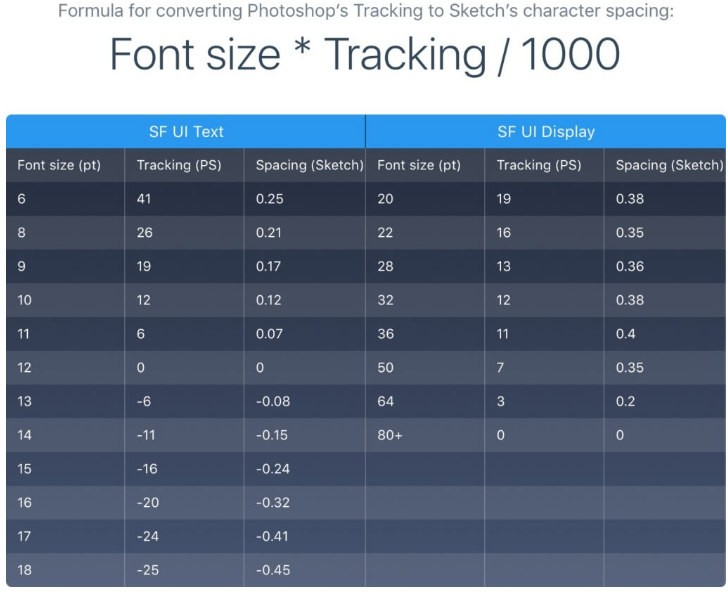 Formula for converting Photoshop's Tracking to Sketch's character spacing:
Font size * Tracking / 1000
SF UI Text SF UI Display
Font size (pt) Tracking (PS) Spacing (Sketch) Font size (pt) Tracking (PS) Spacing (Sketch)
6 41 0.25 20 19 0.38
8 26 0.21 22 16 0.35
9 19 0.17 28 13 0.36
10 12 0.12 32 12 0.38
11 6 0.07 36 11 0.4
12 0 0 50 7 0.35
13 -6 -0.08 64 3 0.2
14 -11 -0.15 80+ 0 0
15 -16 -0.24
16 -20 -0.32
17 -24 -0.41
18 -25 -0.45